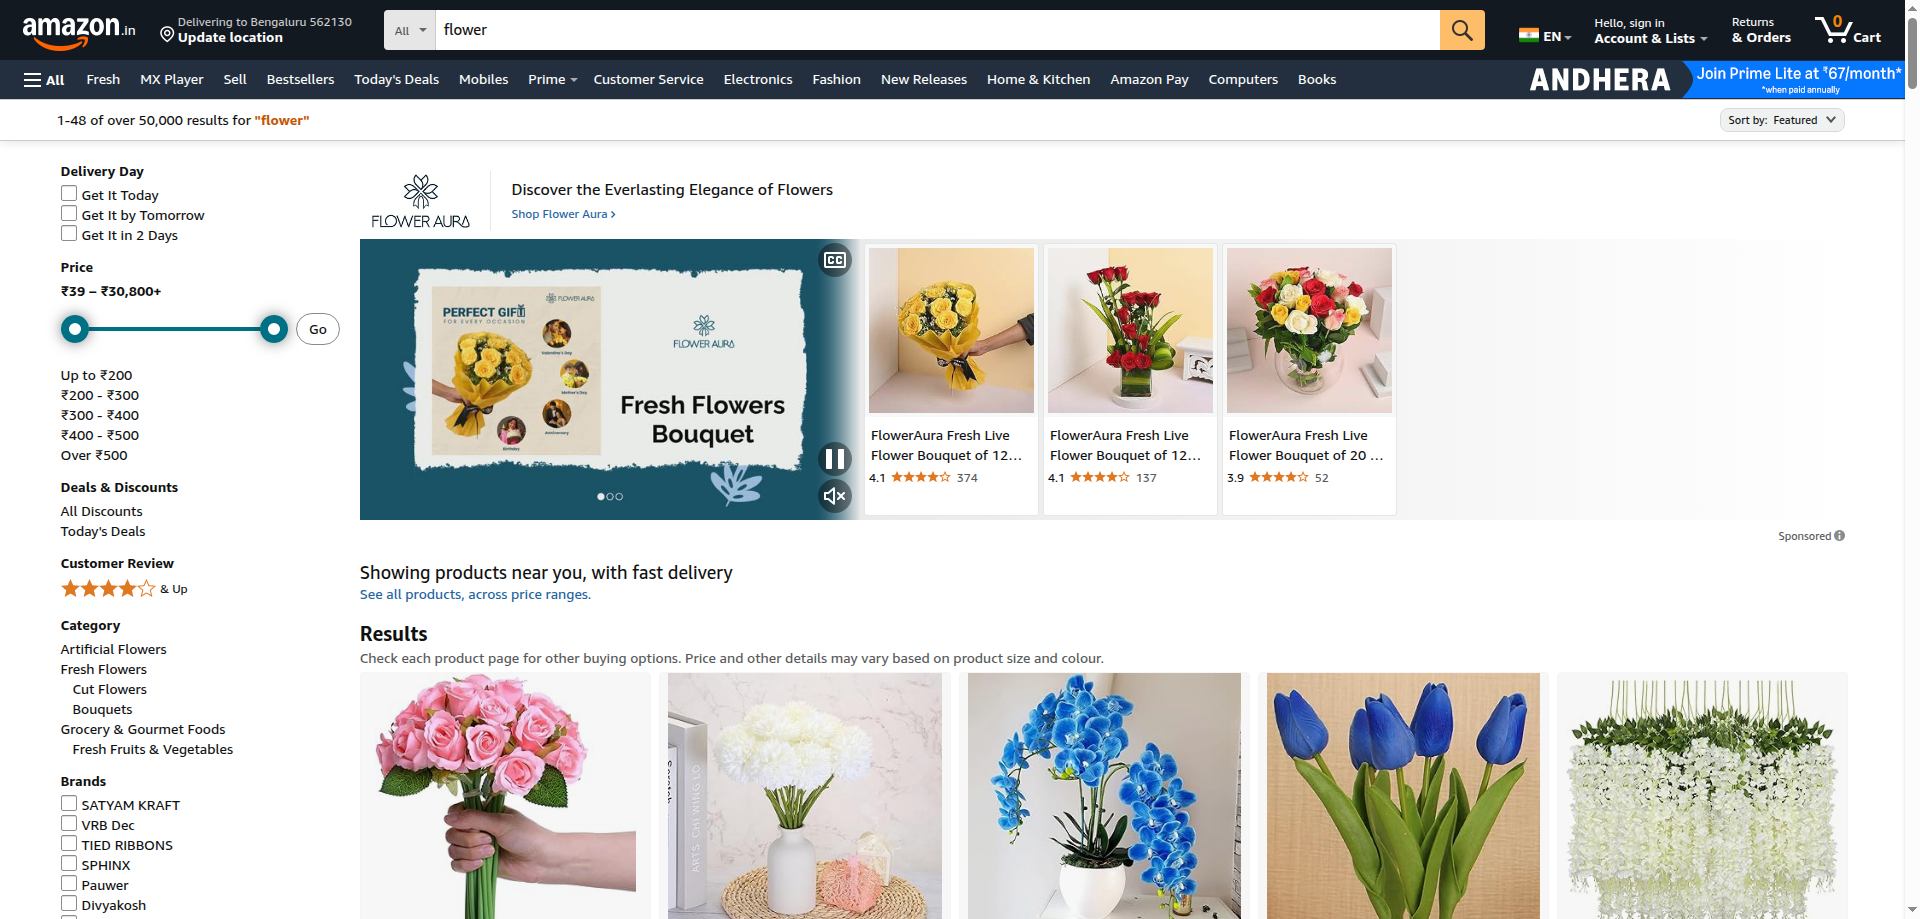 amazon.in
Delivering to Bengaluru 562130
Update location
All
flower
EN
Hello, sign in
Account & Lists
Returns
& Orders
0
Cart
All
Fresh
MX Player
Sell
Bestsellers
Today's Deals
Mobiles
Prime
Customer Service
Electronics
Fashion
New Releases
Home & Kitchen
Amazon Pay
Computers
Books
ANDHERA
Join Prime Lite at ₹67/month*
*when paid annually
1-48 of over 50,000 results for "flower"
Sort by: Featured
Delivery Day
Get It Today
Get It by Tomorrow
Get It in 2 Days
Price
₹39 – ₹30,800+
Go
Up to ₹200
₹200 - ₹300
₹300 - ₹400
₹400 - ₹500
Over ₹500
Deals & Discounts
All Discounts
Today's Deals
Customer Review
& Up
Category
Artificial Flowers
Fresh Flowers
Cut Flowers
Bouquets
Grocery & Gourmet Foods
Fresh Fruits & Vegetables
Brands
SATYAM KRAFT
VRB Dec
TIED RIBBONS
SPHINX
Pauwer
Divyakosh
FLOWER AURA
Discover the Everlasting Elegance of Flowers
Shop Flower Aura ›
CC
FLOWER AURA
PERFECT GIFT
FOR EVERY OCCASION
Valentine's Day
Mother's Day
Anniversary
Birthday
FLOWER AURA
Fresh Flowers
Bouquet
FlowerAura Fresh Live
Flower Bouquet of 12...
4.1
374
FlowerAura Fresh Live
Flower Bouquet of 12...
4.1
137
FlowerAura Fresh Live
Flower Bouquet of 20 ...
3.9
52
Sponsored
Showing products near you, with fast delivery
See all products, across price ranges.
Results
Check each product page for other buying options. Price and other details may vary based on product size and colour.